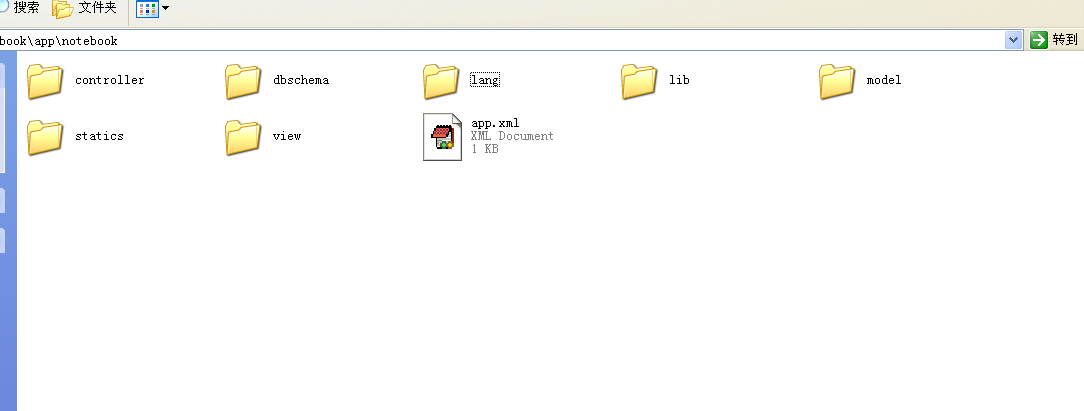 搜索 文件夹
book\app\notebook 转到
controller dbschema lang lib model
statics view app.xml
XML Document
1 KB